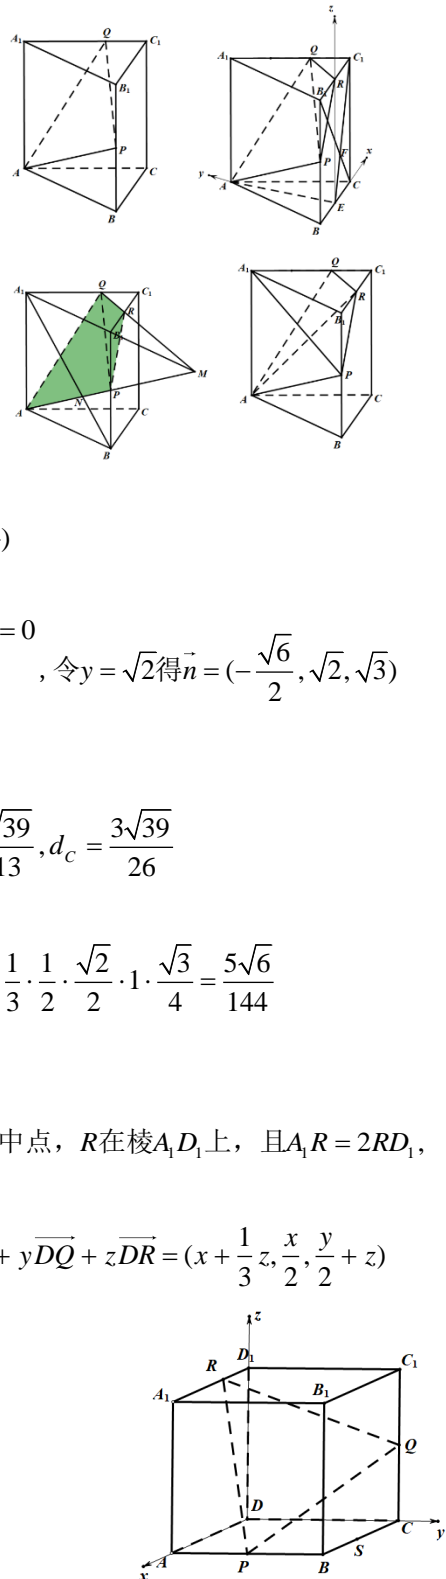 A₁ Q C₁
B₁
P
A C
B
z
A₁ Q C₁
R
B₁
P F x
y A C
E
B
A₁ Q C₁
R
B₁
M
P
A N C
B
Q
A₁ C₁
R
B₁
P
A C
B
)
= 0
, 令y = √2得n⃗ = (-√6/2, √2, √3)
√39/13, d_C = 3√39/26
1/3 · 1/2 · √2/2 · 1 · √3/4 = 5√6/144
中点，R在棱A₁D₁上，且A₁R = 2RD₁,
+ yDQ⃗ + zDR⃗ = (x + 1/3 z, x/2, y/2 + z)
z
R D₁ C₁
A₁ B₁
Q
D
C y
A S
x P B